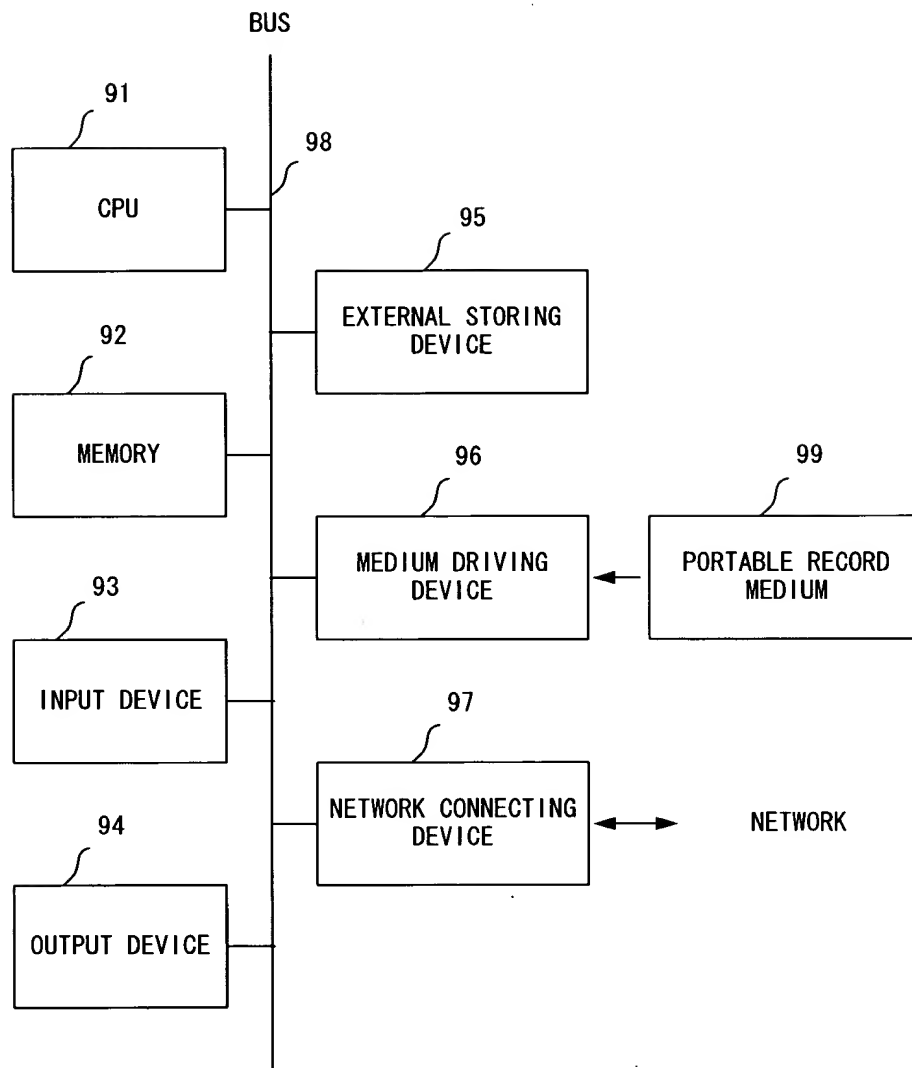 BUS
91
98
CPU
95
EXTERNAL STORING
DEVICE
92
MEMORY
96
99
MEDIUM DRIVING
DEVICE
PORTABLE RECORD
MEDIUM
93
INPUT DEVICE
97
NETWORK CONNECTING
DEVICE
NETWORK
94
OUTPUT DEVICE